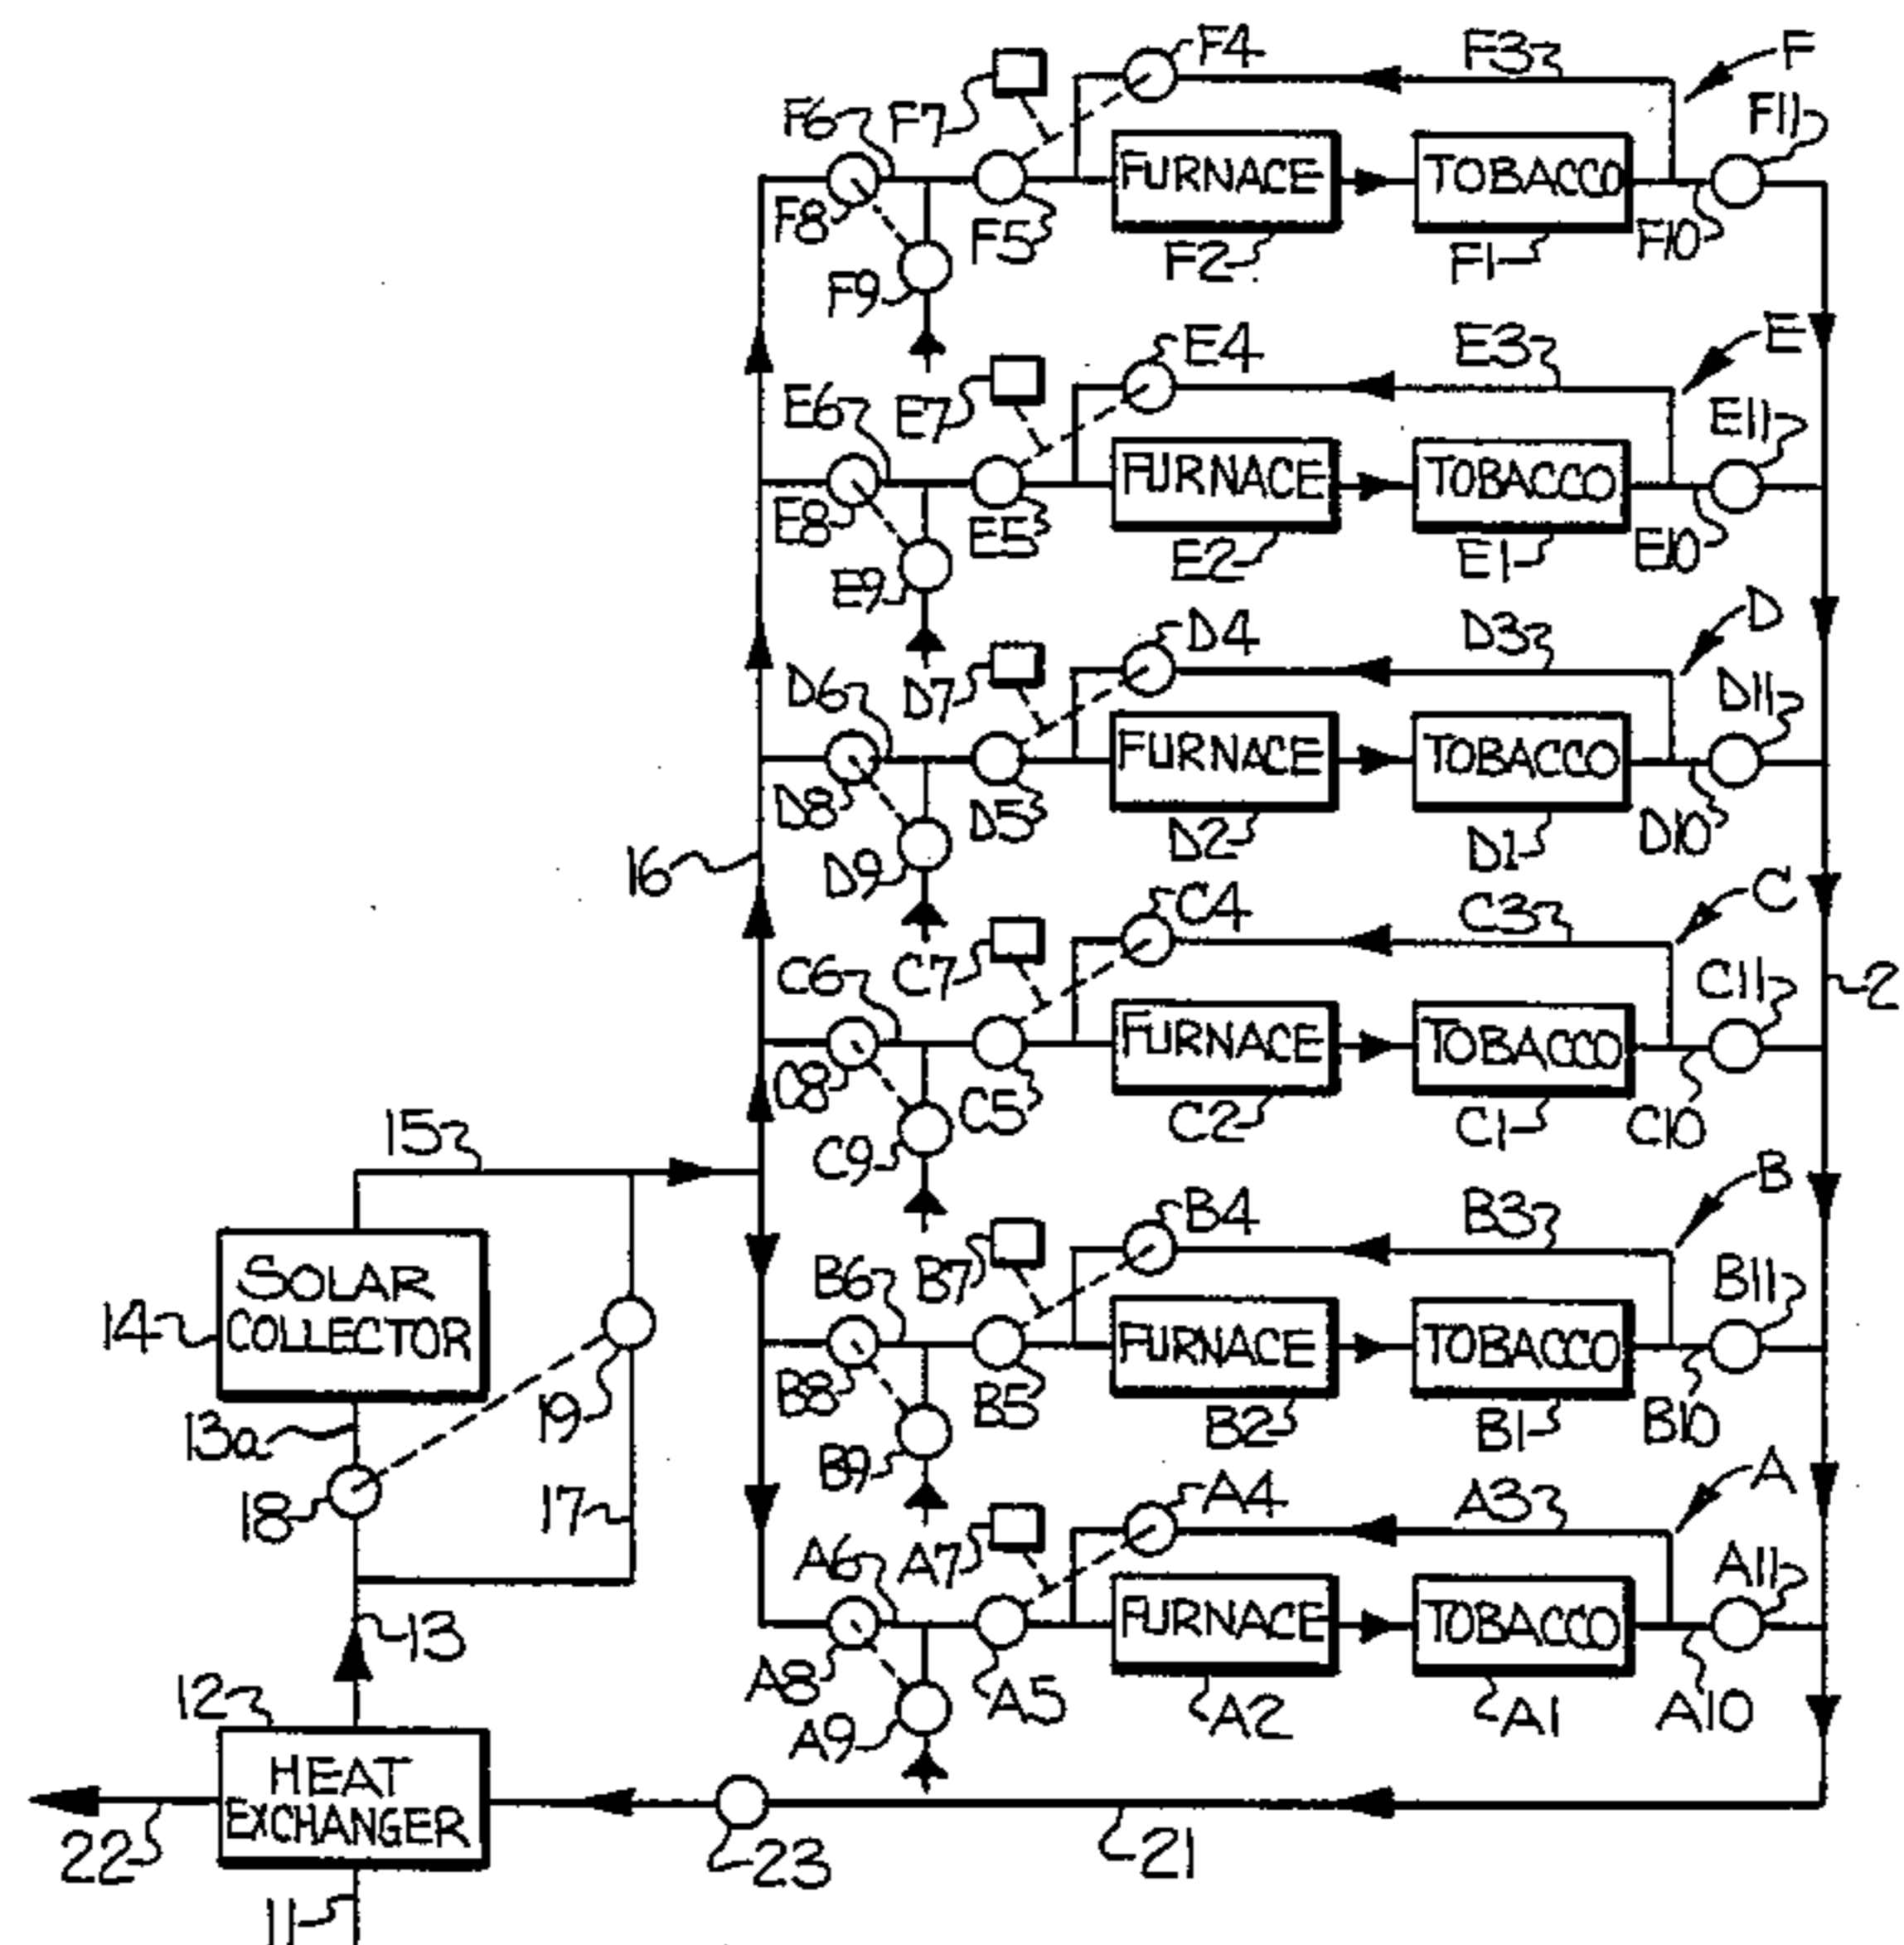 F4 F3 F
F6 F7 F11
FURNACE TOBACCO
F8 F5 F2 F1 F10
F9
E4 E3 E
E6 E7 E11
FURNACE TOBACCO
E8 E5 E2 E1 E10
E9
D4 D3 D
D6 D7 D11
FURNACE TOBACCO
D8 D5 D2 D1 D10
16 D9
C4 C3 C
C6 C7 C11 2
FURNACE TOBACCO
C8 C5 C2 C1 C10
15 C9
B4 B3 B
B6 B7 B11
SOLAR
14 COLLECTOR FURNACE TOBACCO
B8 B5 B2 B1 B10
13a 19 B9
18 17 A4 A3 A
A6 A7 A11
13 FURNACE TOBACCO
12 A8 A5 A2 A1 A10
A9
HEAT
EXCHANGER
22 23 21
11